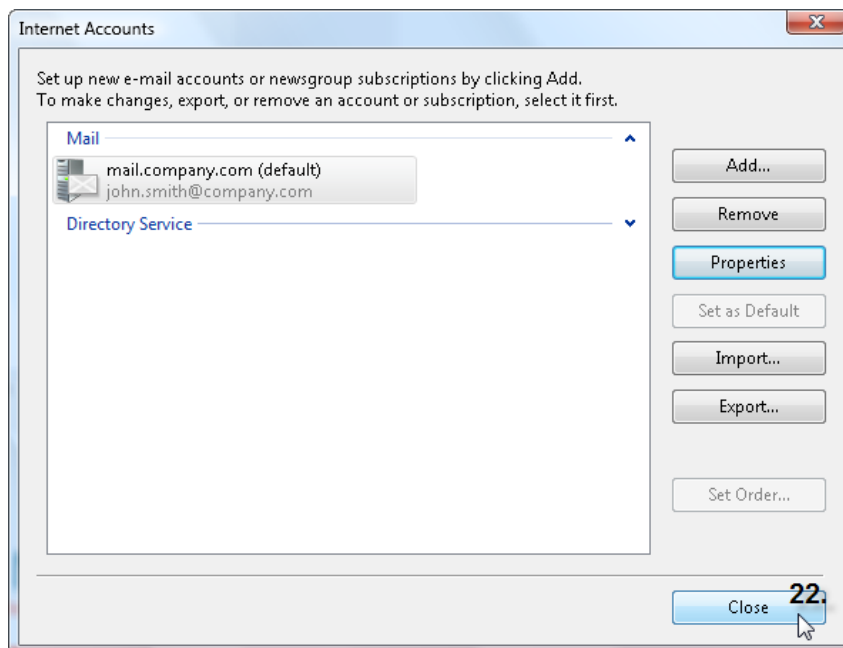 Internet Accounts
Set up new e-mail accounts or newsgroup subscriptions by clicking Add.
To make changes, export, or remove an account or subscription, select it first.
Mail
mail.company.com (default)
john.smith@company.com
Directory Service
Add...
Remove
Properties
Set as Default
Import...
Export...
Set Order...
Close 22.